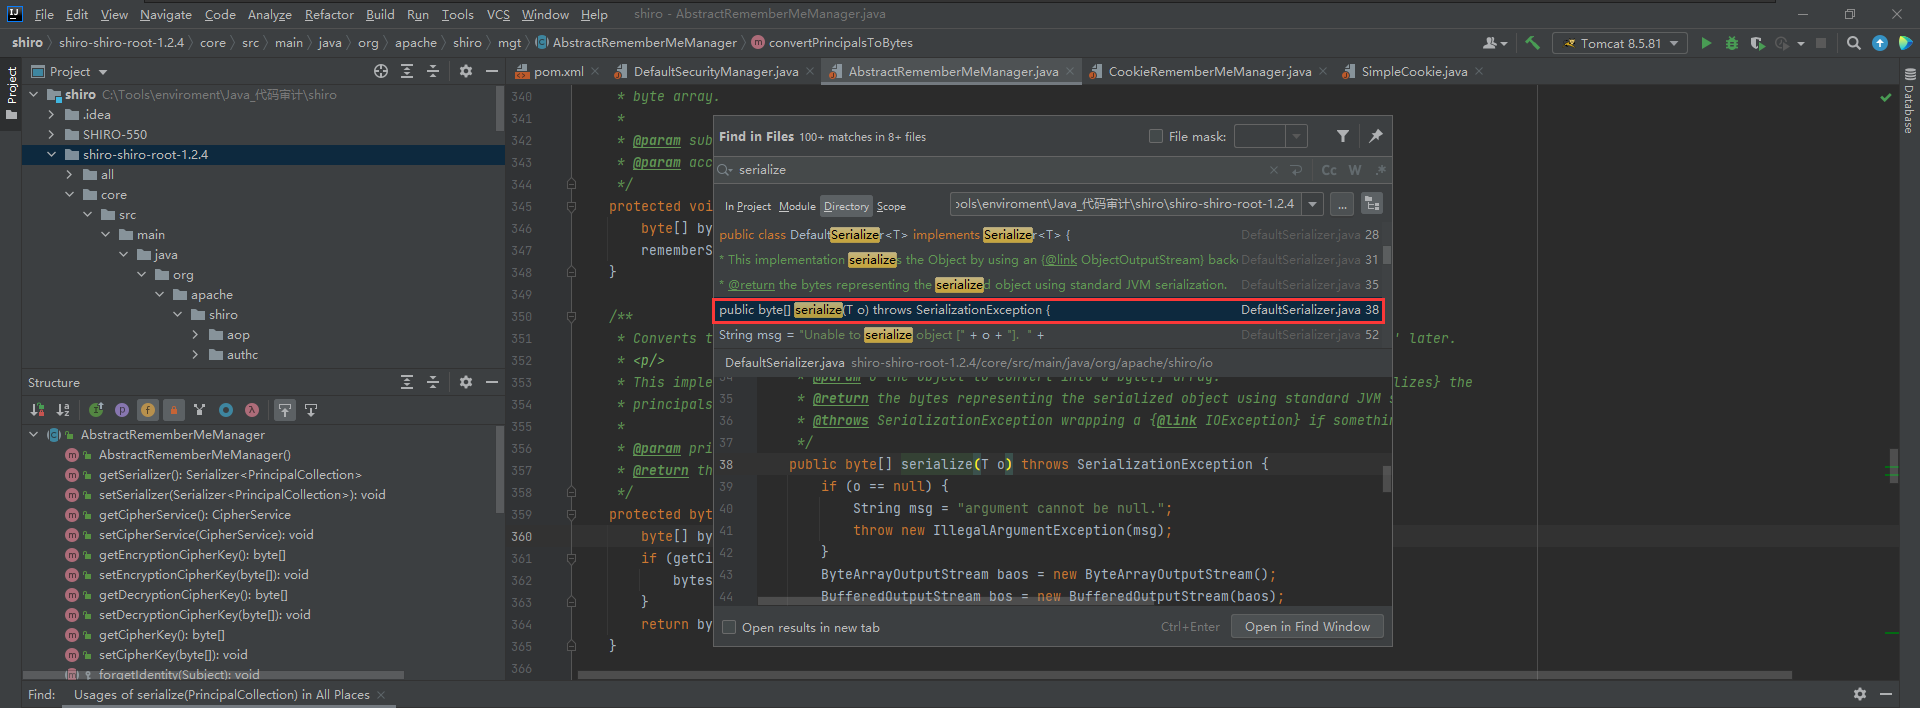 File Edit View Navigate Code Analyze Refactor Build Run Tools VCS Window Help shiro - AbstractRememberMeManager.java
shiro shiro-shiro-root-1.2.4 core src main java org apache shiro mgt AbstractRememberMeManager convertPrincipalsToBytes Tomcat 8.5.81
Project
pom.xml DefaultSecurityManager.java AbstractRememberMeManager.java CookieRememberMeManager.java SimpleCookie.java
Project
Database
shiro C:\Tools\enviroment\Java_代码审计\shiro
.idea
SHIRO-550
shiro-shiro-root-1.2.4
all
core
src
main
java
org
apache
shiro
aop
authc
Structure
AbstractRememberMeManager
AbstractRememberMeManager()
getSerializer(): Serializer<PrincipalCollection>
setSerializer(Serializer<PrincipalCollection>): void
getCipherService(): CipherService
setCipherService(CipherService): void
getEncryptionCipherKey(): byte[]
setEncryptionCipherKey(byte[]): void
getDecryptionCipherKey(): byte[]
setDecryptionCipherKey(byte[]): void
getCipherKey(): byte[]
setCipherKey(byte[]): void
forgetIdentity(Subject): void
340 * byte array.
341 *
342 * @param sub
343 * @param acc
344 */
345 protected voi
346 byte[] by
347 rememberS
348 }
349
350 /**
351 * Converts t ' later.
352 * <p/>
353 * This imple lizes} the
354 * principals
355 *
356 * @param pri
357 * @return th
358 */
359 protected byt
360 byte[] by
361 if (getCi
362 bytes
363 }
364 return by
365 }
366
Find in Files 100+ matches in 8+ files File mask:
serialize Cc W .*
In Project Module Directory Scope ools\enviroment\Java_代码审计\shiro\shiro-shiro-root-1.2.4 ...
public class DefaultSerializer<T> implements Serializer<T> { DefaultSerializer.java 28
* This implementation serializes the Object by using an {@link ObjectOutputStream} backe DefaultSerializer.java 31
* @return the bytes representing the serialized object using standard JVM serialization. DefaultSerializer.java 35
public byte[] serialize(T o) throws SerializationException { DefaultSerializer.java 38
String msg = "Unable to serialize object [" + o + "]. " + DefaultSerializer.java 52
DefaultSerializer.java shiro-shiro-root-1.2.4/core/src/main/java/org/apache/shiro/io
34 * @param o the object to convert into a byte[] array.
35 * @return the bytes representing the serialized object using standard JVM s
36 * @throws SerializationException wrapping a {@link IOException} if somethin
37 */
38 public byte[] serialize(T o) throws SerializationException {
39 if (o == null) {
40 String msg = "argument cannot be null.";
41 throw new IllegalArgumentException(msg);
42 }
43 ByteArrayOutputStream baos = new ByteArrayOutputStream();
44 BufferedOutputStream bos = new BufferedOutputStream(baos);
Open results in new tab Ctrl+Enter Open in Find Window
Find: Usages of serialize(PrincipalCollection) in All Places